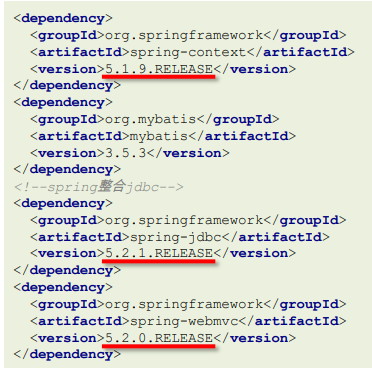 <dependency>
<groupId>org.springframework</groupId>
<artifactId>spring-context</artifactId>
<version>5.1.9.RELEASE</version>
</dependency>
<dependency>
<groupId>org.mybatis</groupId>
<artifactId>mybatis</artifactId>
<version>3.5.3</version>
</dependency>
<!--spring整合jdbc-->
<dependency>
<groupId>org.springframework</groupId>
<artifactId>spring-jdbc</artifactId>
<version>5.2.1.RELEASE</version>
</dependency>
<dependency>
<groupId>org.springframework</groupId>
<artifactId>spring-webmvc</artifactId>
<version>5.2.0.RELEASE</version>
</dependency>